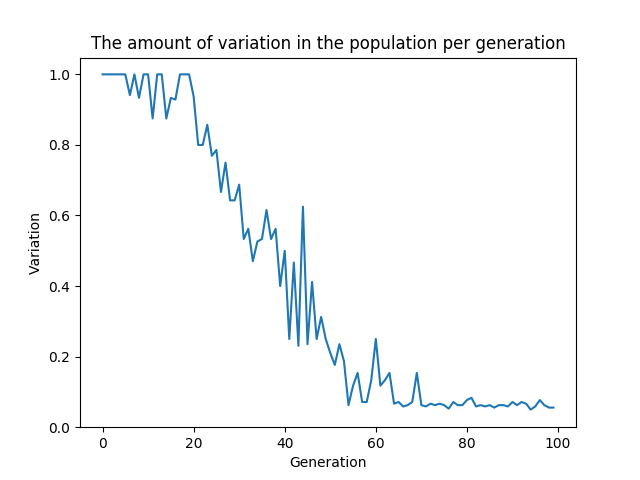 The amount of variation in the population per generation
1.0
0.8
0.6
0.4
0.2
0.0
Variation
0 20 40 60 80 100
Generation